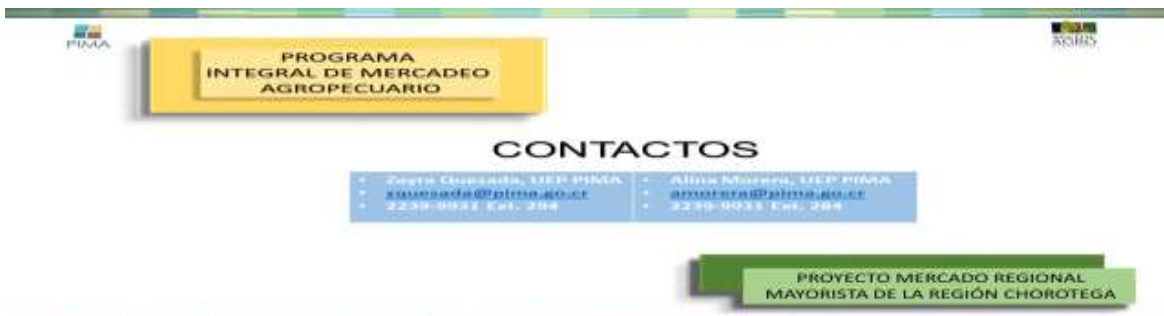 PIMA
AGRO
PROGRAMA
INTEGRAL DE MERCADEO
AGROPECUARIO
CONTACTOS
• Zayra Quesada, UEP PIMA
• zquesada@pima.go.cr
• 2239-9931 Ext. 294
• Alina Morera, UEP PIMA
• amorera@pima.go.cr
• 2239-9931 Ext. 284
PROYECTO MERCADO REGIONAL
MAYORISTA DE LA REGIÓN CHOROTEGA